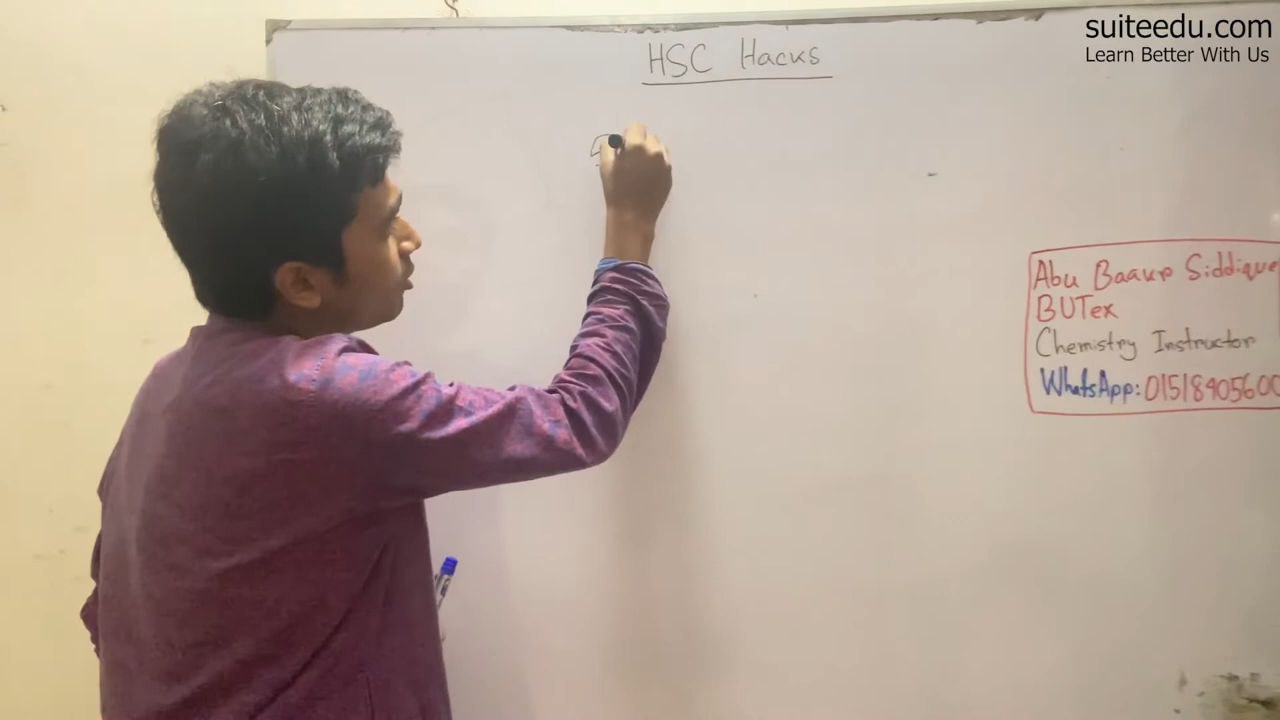 suiteedu.com
Learn Better With Us
HSC Hacks
Abu Baakr Siddique
BUTex
Chemistry Instructor
WhatsApp: 01518405600